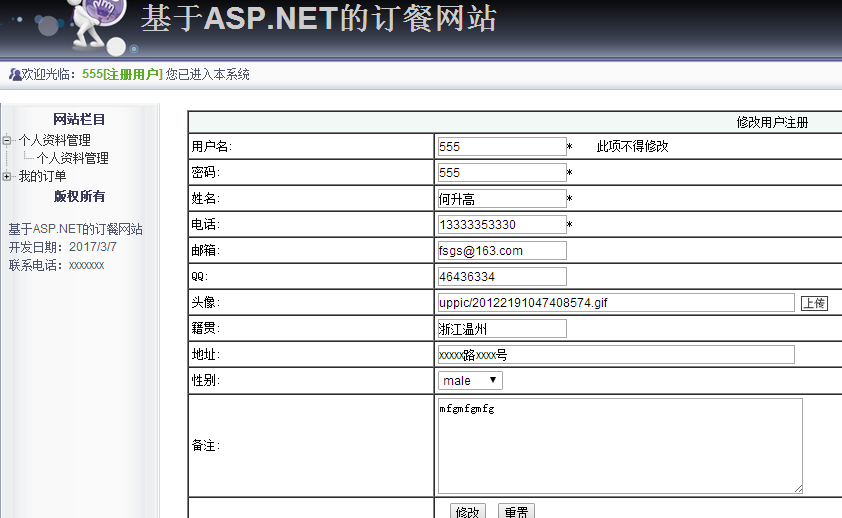 基于ASP.NET的订餐网站
欢迎光临：555[注册用户] 您已进入本系统
网站栏目
个人资料管理
个人资料管理
我的订单
版权所有
基于ASP.NET的订餐网站
开发日期：2017/3/7
联系电话：xxxxxxx
修改用户注册
用户名: 555 * 此项不得修改
密码: 555 *
姓名: 何升高 *
电话: 13333353330 *
邮箱: fsgs@163.com
QQ: 46436334
头像: uppic/20122191047408574.gif 上传
籍贯: 浙江温州
地址: xxxxx路xxxx号
性别: male
备注: mfgmfgmfg
修改 重置